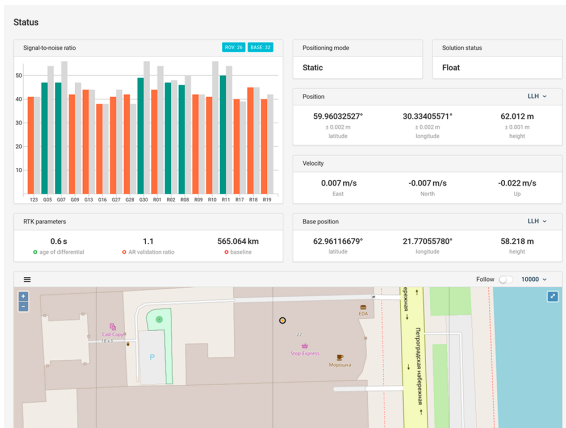 Status
Signal-to-noise ratio
ROV 26 BASE 22
50
40
30
20
10
123 G05 G07 G09 G13 G16 G27 G28 G30 R01 R02 R08 R09 R10 R11 R17 R18 R19
Positioning mode
Static
Solution status
Float
Position
LLH
59.96032527° 30.33405571° 62.012 m
± 0.002 m ± 0.002 m ± 0.001 m
latitude longitude height
Velocity
0.007 m/s -0.007 m/s -0.022 m/s
East North Up
RTK parameters
0.6 s 1.1 565.064 km
age of differential AR validation ratio baseline
Base position
LLH
62.96116679° 21.77055780° 58.218 m
latitude longitude height
Follow 10000
+
−
P
Марошка
Петроградская набережная